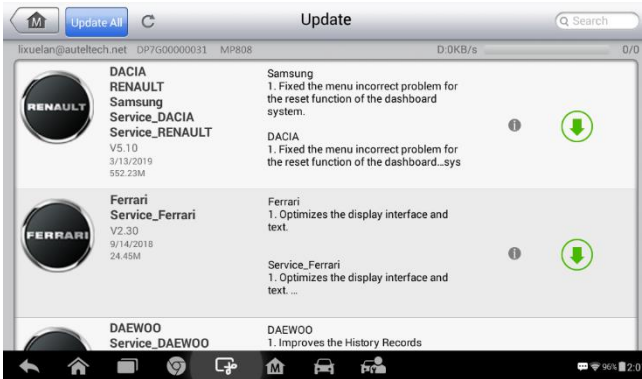 M
Update All
Update
Search
lixuelan@auteltech.net DP7G00000031 MP808 D:0KB/s 0/0
RENAULT
DACIA
RENAULT
Samsung
Service_DACIA
Service_RENAULT
V5.10
3/13/2019
552.23M
Samsung
1. Fixed the menu incorrect problem for
the reset function of the dashboard
system.
DACIA
1. Fixed the menu incorrect problem for
the reset function of the dashboard...sys
i
FERRARI
Ferrari
Service_Ferrari
V2.30
9/14/2018
24.45M
Ferrari
1. Optimizes the display interface and
text.
Service_Ferrari
1. Optimizes the display interface and
text. ...
i
DAEWOO
Service_DAEWOO
DAEWOO
1. Improves the History Records
M
96% 2:0